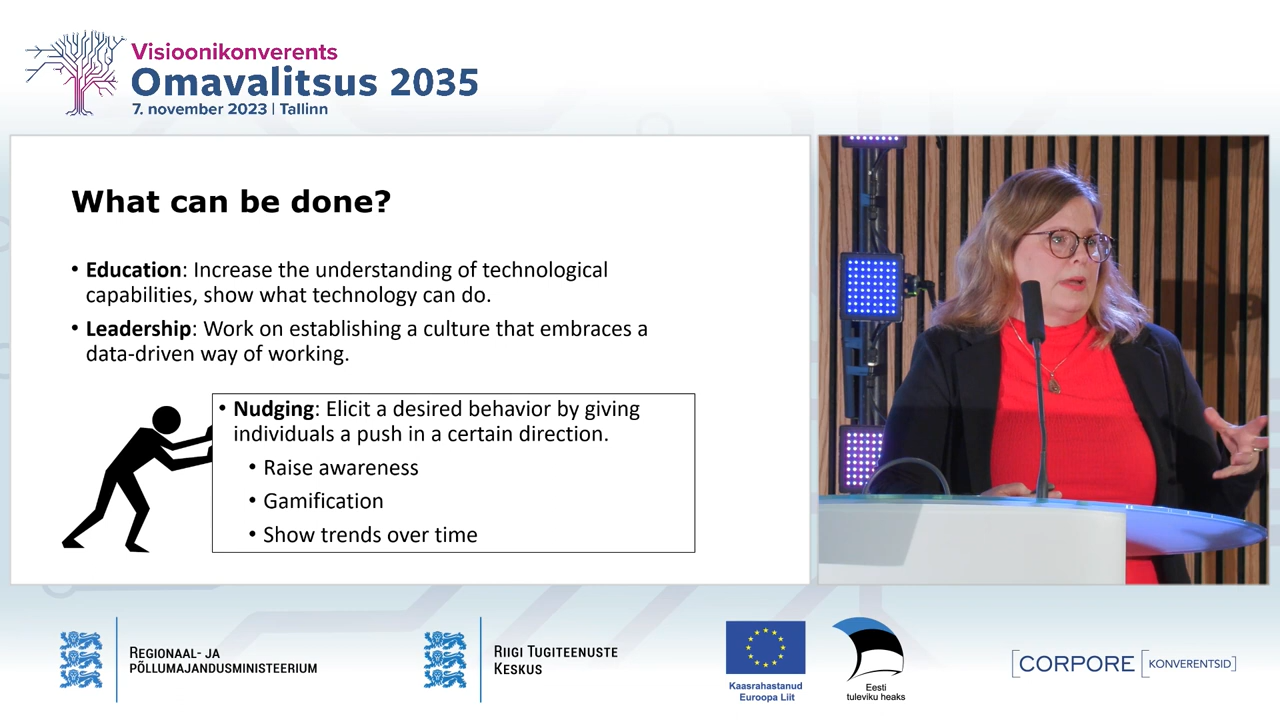 Visioonikonverents
Omavalitsus 2035
7. november 2023 | Tallinn
What can be done?
• Education: Increase the understanding of technological
capabilities, show what technology can do.
• Leadership: Work on establishing a culture that embraces a
data-driven way of working.
• Nudging: Elicit a desired behavior by giving
individuals a push in a certain direction.
• Raise awareness
• Gamification
• Show trends over time
REGIONAAL- JA
PÕLLUMAJANDUSMINISTEERIUM
RIIGI TUGITEENUSTE
KESKUS
Kaasrahastanud
Euroopa Liit
Eesti
tuleviku heaks
[CORPORE [KONVERENTSID]